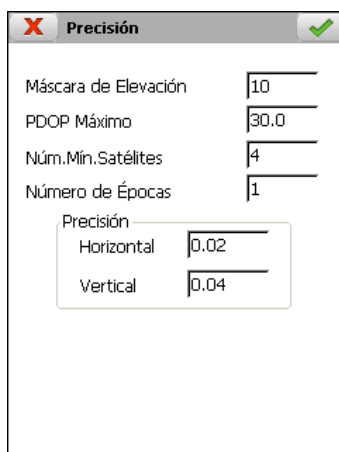 Precisión
Máscara de Elevación 10
PDOP Máximo 30.0
Núm.Mín.Satélites 4
Número de Épocas 1
Precisión
Horizontal 0.02
Vertical 0.04